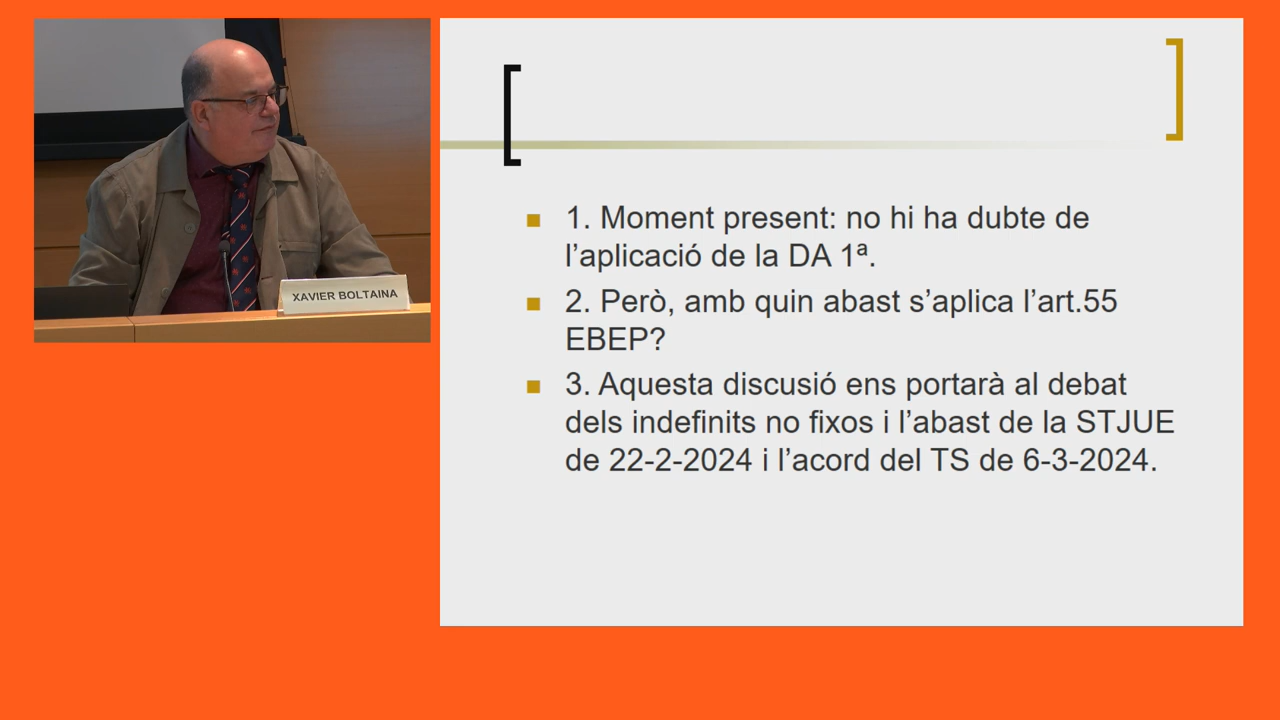 XAVIER BOLTAINA
1. Moment present: no hi ha dubte de
l’aplicació de la DA 1ª.
2. Però, amb quin abast s’aplica l’art.55
EBEP?
3. Aquesta discusió ens portarà al debat
dels indefinits no fixos i l’abast de la STJUE
de 22-2-2024 i l’acord del TS de 6-3-2024.